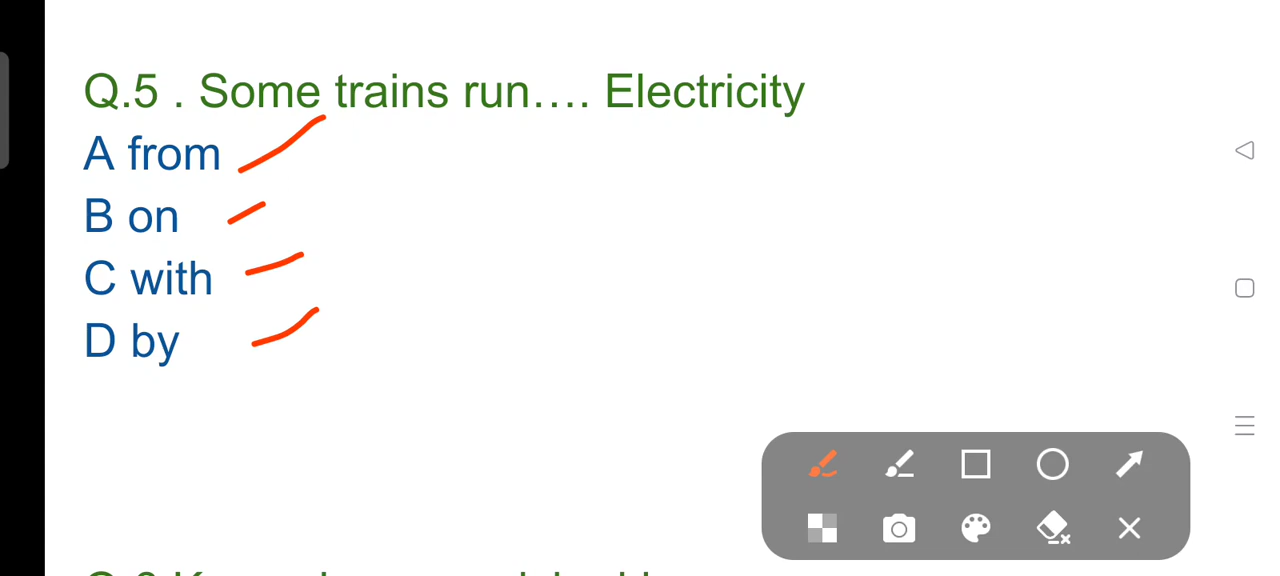 Q.5 . Some trains run.... Electricity
A from
B on
C with
D by